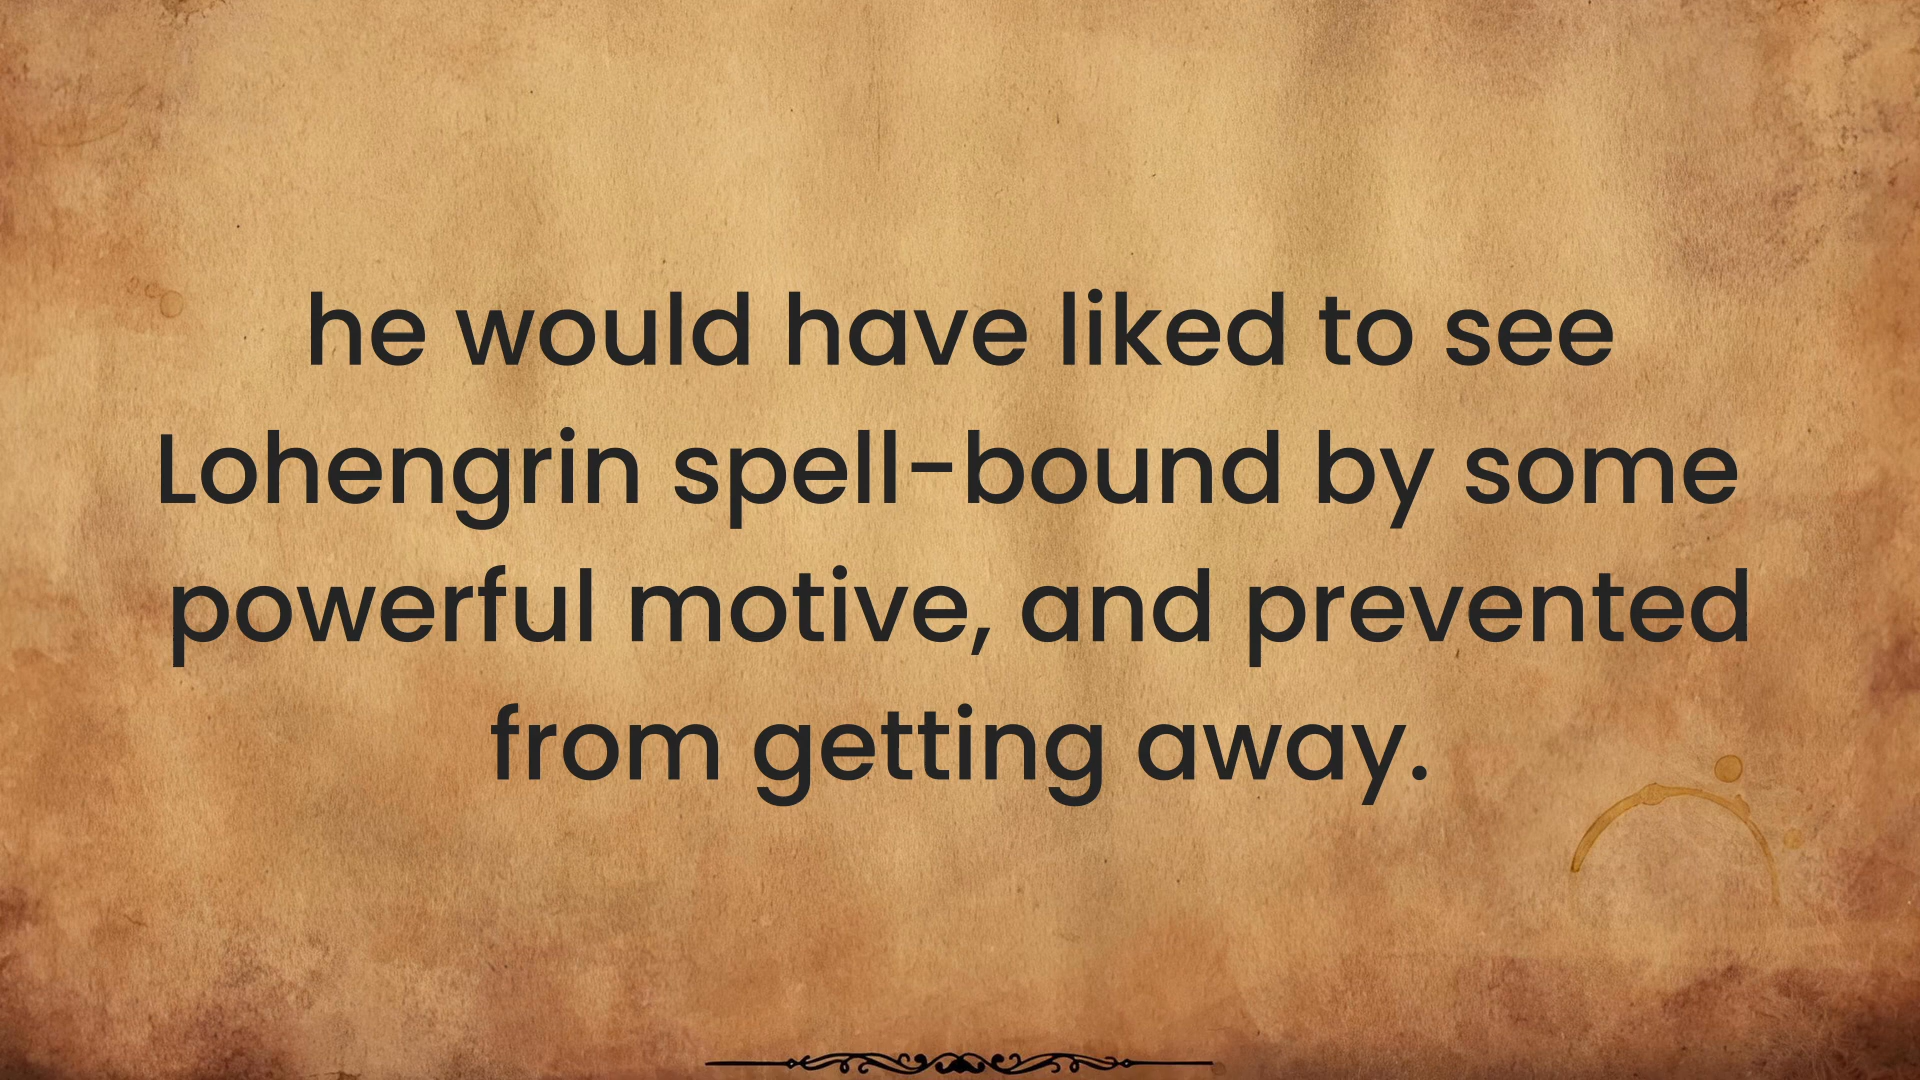 he would have liked to see
Lohengrin spell-bound by some
powerful motive, and prevented
from getting away.